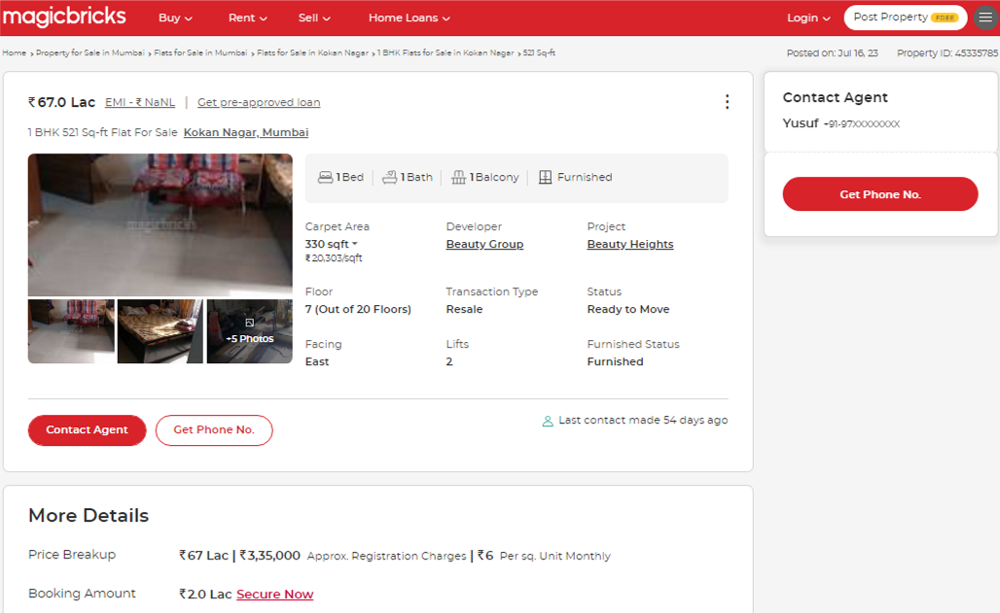 magicbricks Buy Rent Sell Home Loans Login Post Property FREE
Home > Property for Sale in Mumbai > Flats for Sale in Mumbai > Flats for Sale in Kokan Nagar > 1 BHK Flats for Sale in Kokan Nagar > 521 Sq-ft Posted on: Jul 16, 23 Property ID: 45335785
₹67.0 Lac EMI - ₹ NaNL | Get pre-approved loan
1 BHK 521 Sq-ft Flat For Sale Kokan Nagar, Mumbai
magicbricks
+5 Photos
1 Bed 1 Bath 1 Balcony Furnished
Carpet Area Developer Project
330 sqft Beauty Group Beauty Heights
₹20,303/sqft
Floor Transaction Type Status
7 (Out of 20 Floors) Resale Ready to Move
Facing Lifts Furnished Status
East 2 Furnished
Contact Agent Get Phone No. Last contact made 54 days ago
Contact Agent
Yusuf +91-97XXXXXXXX
Get Phone No.
More Details
Price Breakup ₹67 Lac | ₹3,35,000 Approx. Registration Charges | ₹6 Per sq. Unit Monthly
Booking Amount ₹2.0 Lac Secure Now